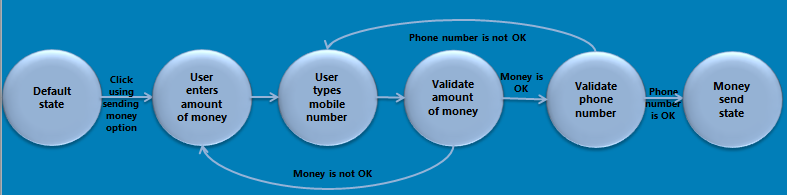 Phone number is not OK
Default
state
Click
using
sending
money
option
User
enters
amount
of money
User
types
mobile
number
Validate
amount
of money
Money is
OK
Validate
phone
number
Phone
number
is OK
Money
send
state
Money is not OK